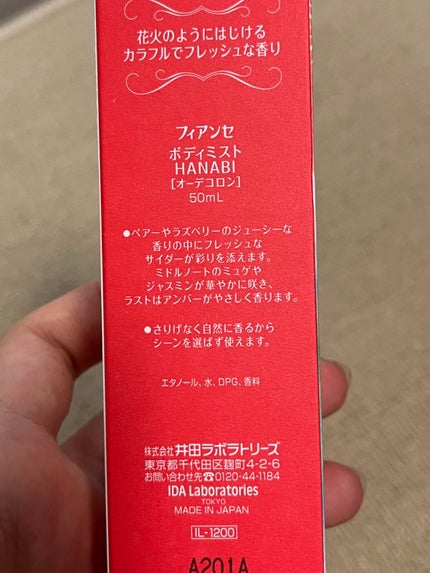 花火のようにはじける
カラフルでフレッシュな香り
フィアンセ
ボディミスト
HANABI
[オーデコロン]
50mL
●ペアーやラズベリーのジューシーな
香りの中にフレッシュな
サイダーが彩りを添えます。
ミドルノートのミュゲや
ジャスミンが華やかに咲き、
ラストはアンバーがやさしく香ります。
●さりげなく自然に香るから
シーンを選ばず使えます。
エタノール、水、DPG、香料
株式会社 井田ラボラトリーズ
東京都千代田区麹町4-2-6
お問い合わせ先☎0120-44-1184
IDA Laboratories
TOKYO
MADE IN JAPAN
IL-1200
A201A